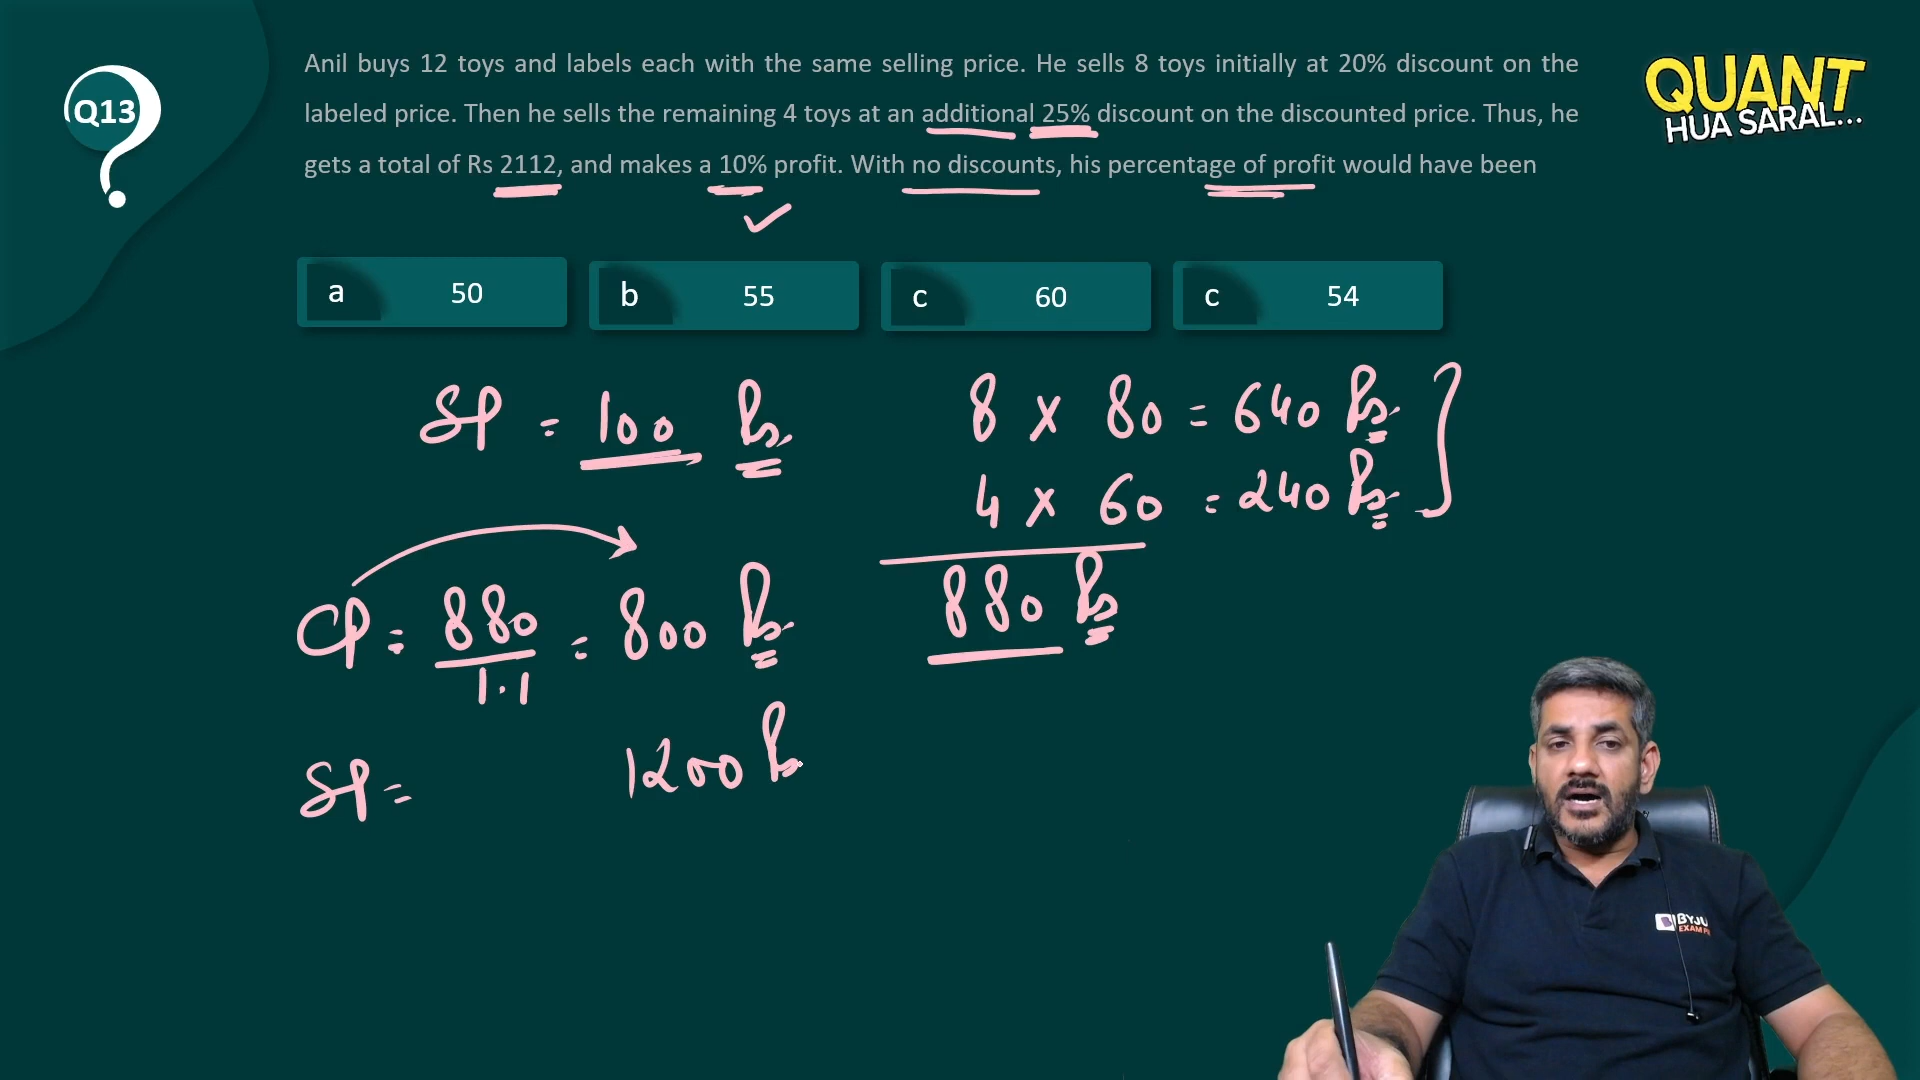 Q13
Anil buys 12 toys and labels each with the same selling price. He sells 8 toys initially at 20% discount on the
labeled price. Then he sells the remaining 4 toys at an additional 25% discount on the discounted price. Thus, he
gets a total of Rs 2112, and makes a 10% profit. With no discounts, his percentage of profit would have been
QUANT
HUA SARAL...
a 50
b 55
c 60
c 54
SP = 100 Rs.
8 x 80 = 640 Rs.
4 x 60 = 240 Rs.
880 Rs
CP = 880 / 1.1 = 800 Rs.
SP = 1200 Rs
BYJU
EXAM P